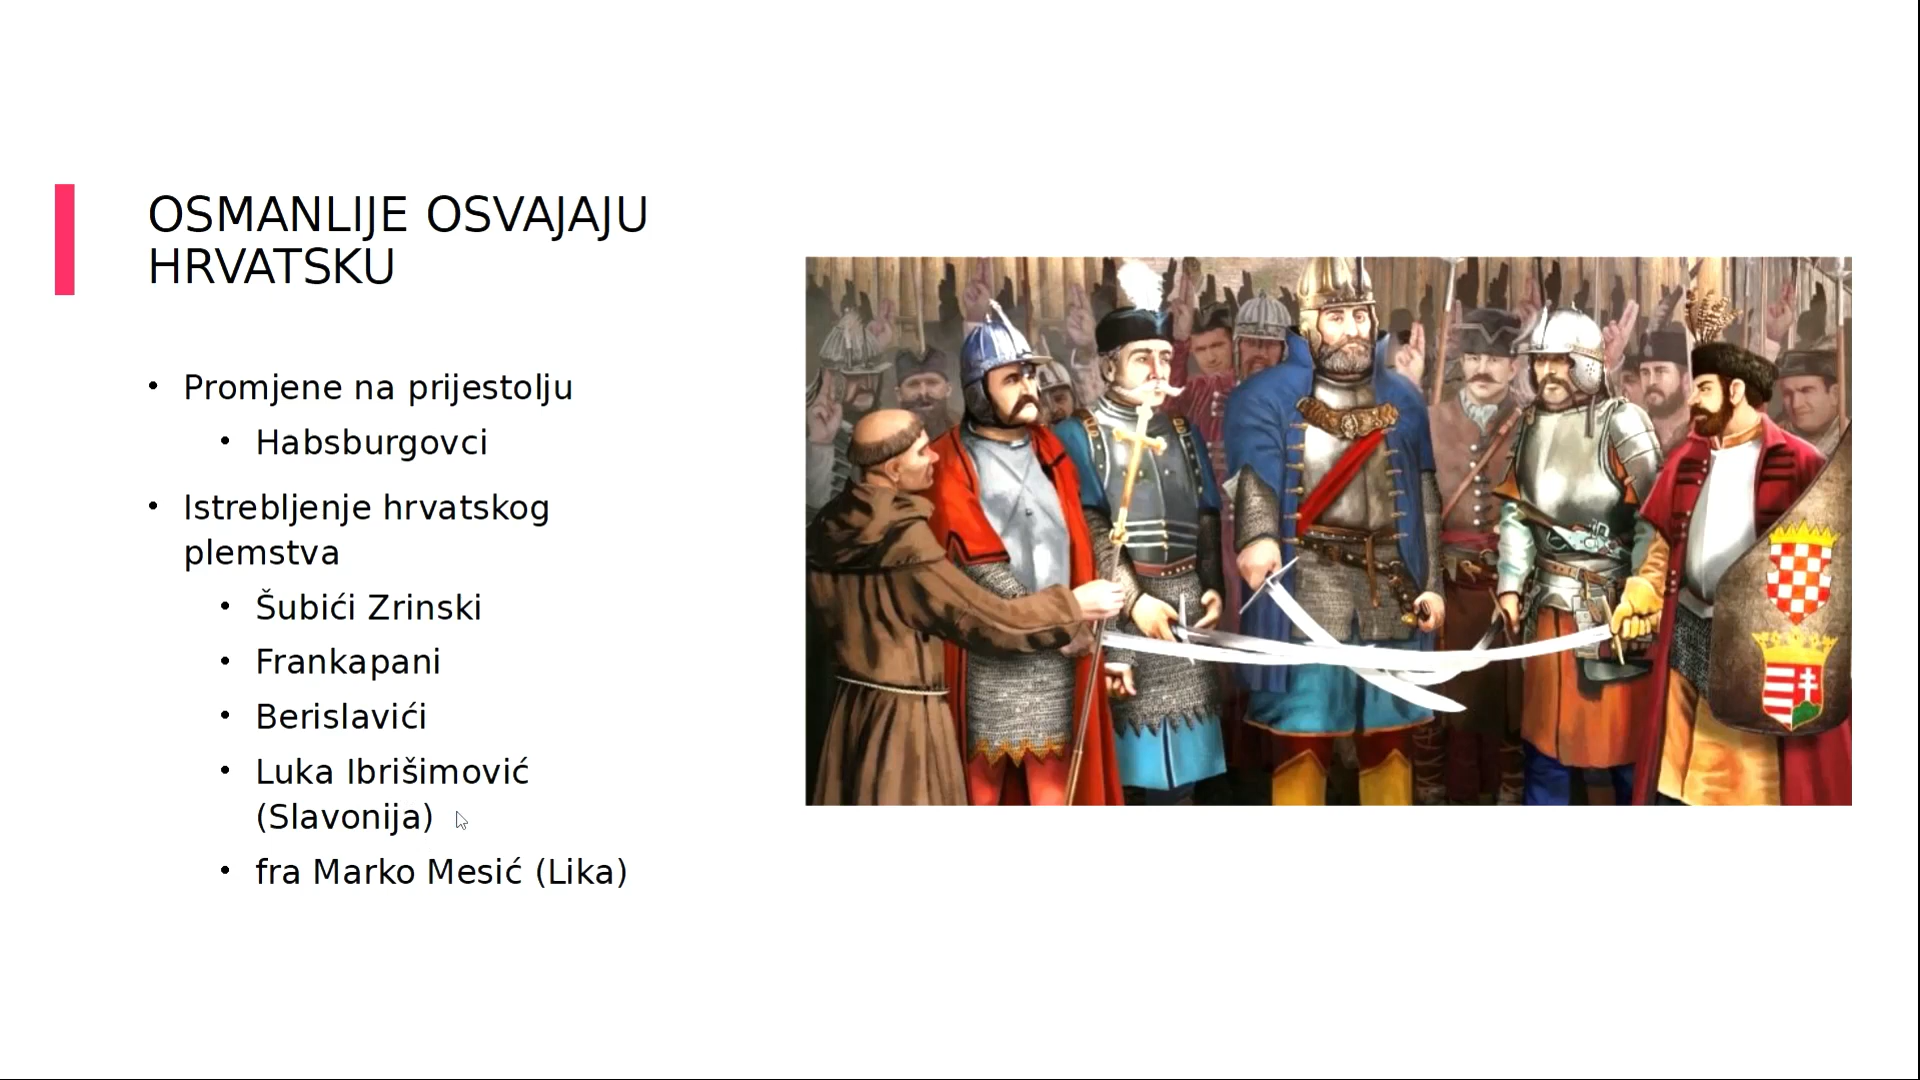 OSMANLIJE OSVAJAJU
HRVATSKU
• Promjene na prijestolju
• Habsburgovci
• Istrebljenje hrvatskog
plemstva
• Šubići Zrinski
• Frankapani
• Berislavići
• Luka Ibrišimović
(Slavonija)
• fra Marko Mesić (Lika)